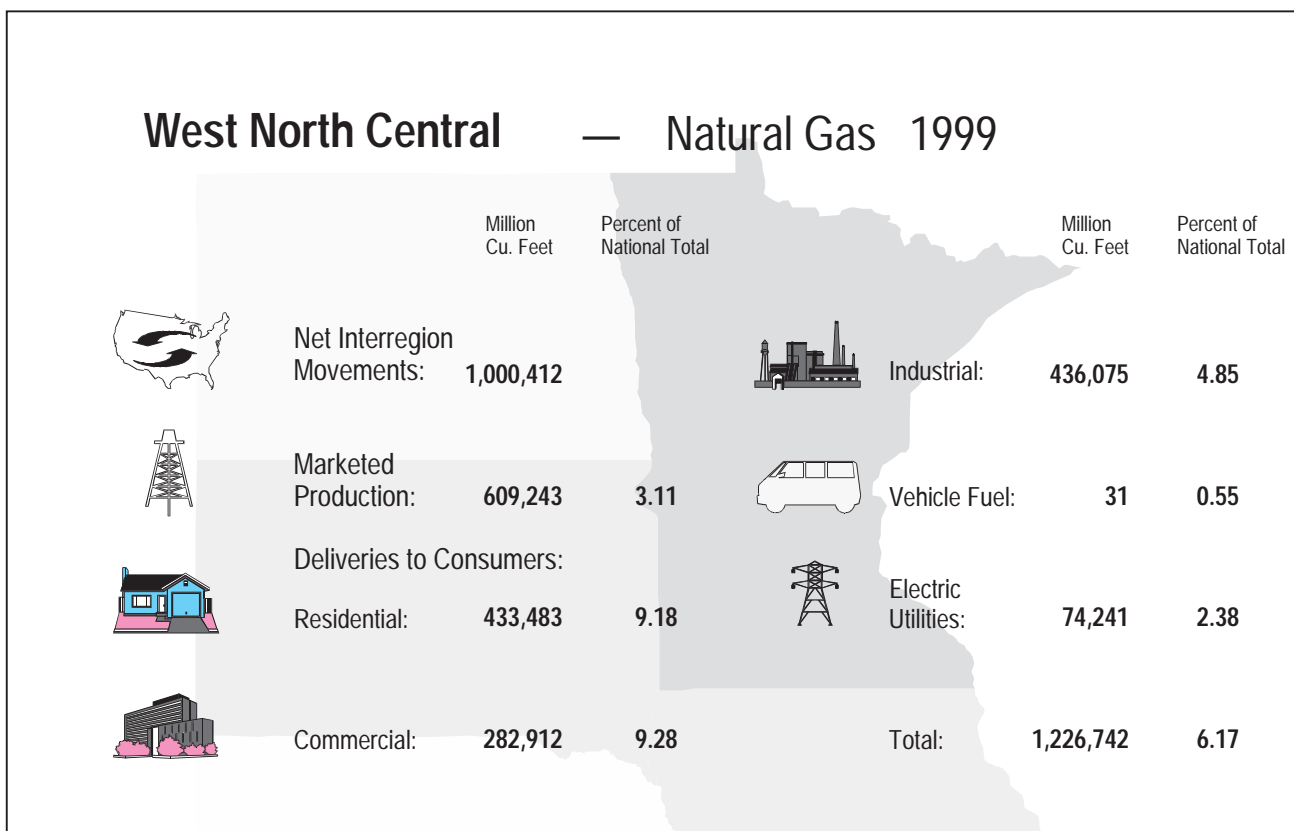 West North Central — Natural Gas 1999
Million
Cu. Feet
Percent of
National Total
Net Interregion
Movements: 1,000,412
Marketed
Production: 609,243 3.11
Deliveries to Consumers:
Residential: 433,483 9.18
Commercial: 282,912 9.28
Million
Cu. Feet
Percent of
National Total
Industrial: 436,075 4.85
Vehicle Fuel: 31 0.55
Electric
Utilities: 74,241 2.38
Total: 1,226,742 6.17